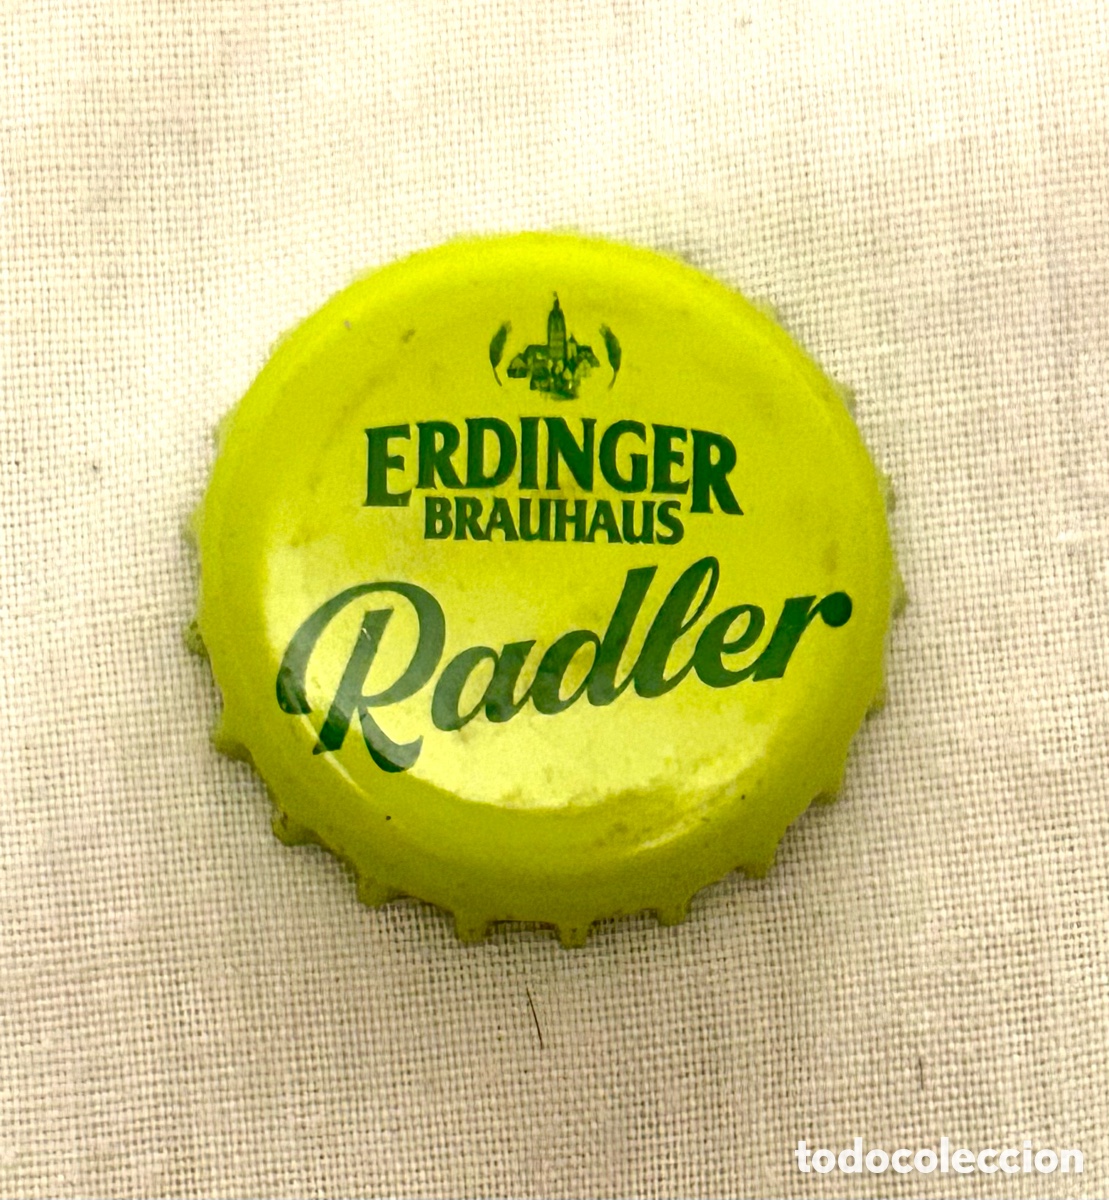 ERDINGER
BRAUHAUS
Radler
todocoleccion